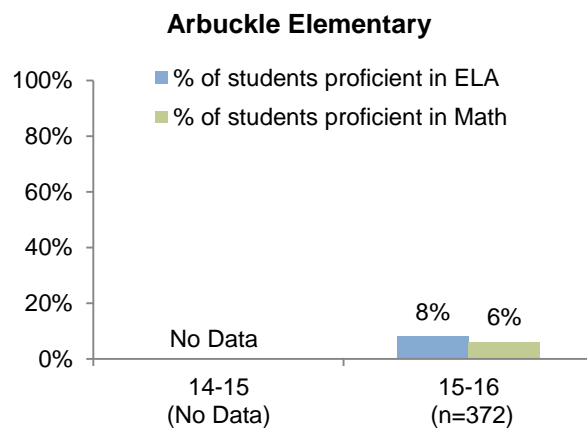 Arbuckle Elementary
100%
80%
60%
40%
20%
0%
% of students proficient in ELA
% of students proficient in Math
No Data
8%
6%
14-15
(No Data)
15-16
(n=372)